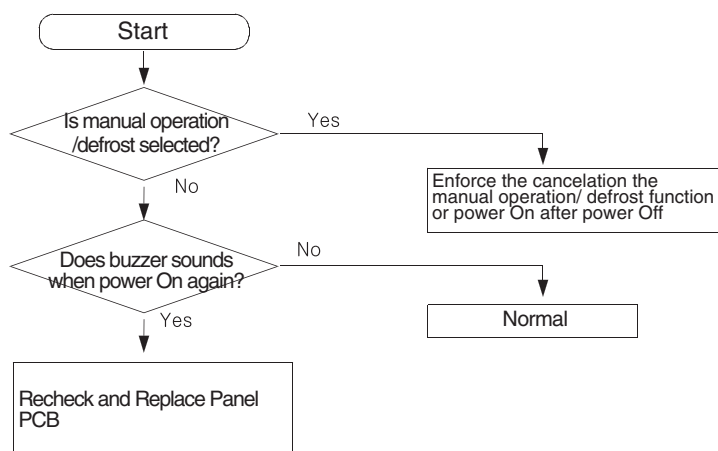 Start
Is manual operation
/defrost selected?
Yes
Enforce the cancelation the
manual operation/ defrost function
or power On after power Off
No
Does buzzer sounds
when power On again?
No
Normal
Yes
Recheck and Replace Panel
PCB